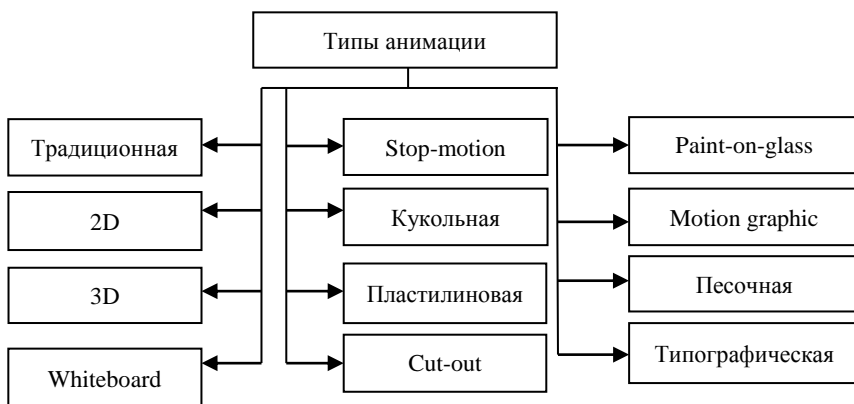 Типы анимации
Традиционная
2D
3D
Whiteboard
Stop-motion
Кукольная
Пластилиновая
Cut-out
Paint-on-glass
Motion graphic
Песочная
Типографическая